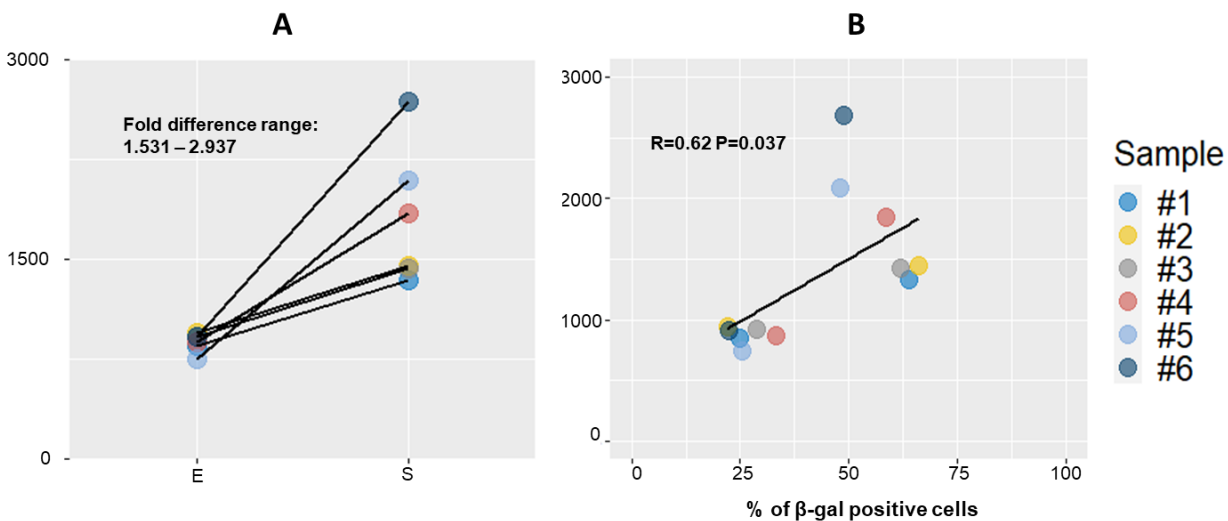 A
3000
1500
0
Fold difference range:
1.531 – 2.937
E
S
B
3000
2000
1000
0
R=0.62 P=0.037
0
25
50
75
100
% of β-gal positive cells
Sample
#1
#2
#3
#4
#5
#6